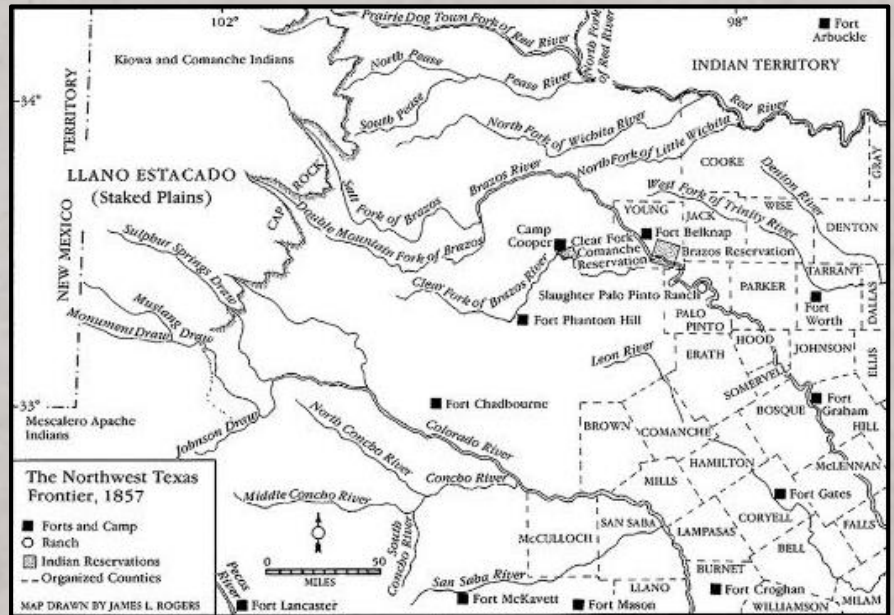 102°
98°
Prairie Dog Town Fork of Red River
North Fork
of Red River
Fort
Arbuckle
Kiowa and Comanche Indians
North Pease
Pease River
INDIAN TERRITORY
34°
South Pease
Red River
TERRITORY
North Fork of Wichita River
North Fork of Little Wichita
COOKE
GRAY
LLANO ESTACADO
(Staked Plains)
CAP ROCK
Salt Fork of Brazos
Brazos River
Denton River
West Fork of Trinity River
WISE
DENTON
YOUNG
JACK
Sulphur Springs Draw
Double Mountain Fork of Brazos
Camp
Cooper
Clear Fork
Comanche
Reservation
Fort Belknap
Brazos Reservation
TARRANT
DALLAS
NEW MEXICO
Mustang Draw
Monument Draw
Clear Fork of Brazos River
Slaughter Palo Pinto Ranch
PARKER
Fort
Worth
Fort Phantom Hill
PALO
PINTO
HOOD
JOHNSON
ELLIS
Leon River
ERATH
SOMERVELL
33°
Fort Chadbourne
BOSQUE
Fort
Graham
HILL
Mescalero Apache
Indians
Johnson Draw
North Concho River
Colorado River
BROWN
COMANCHE
HAMILTON
McLENNAN
The Northwest Texas
Frontier, 1857
Middle Concho River
Concho River
MILLS
Fort Gates
Forts and Camp
Ranch
Indian Reservations
Organized Counties
South
Concho River
McCULLOCH
SAN SABA
LAMPASAS
CORYELL
FALLS
BELL
50
MILES
San Saba River
BURNET
LLANO
Fort Croghan
MAP DRAWN BY JAMES L. ROGERS
Pecos
River
Fort Lancaster
Fort McKavett
Fort Mason
WILLIAMSON
MILAM